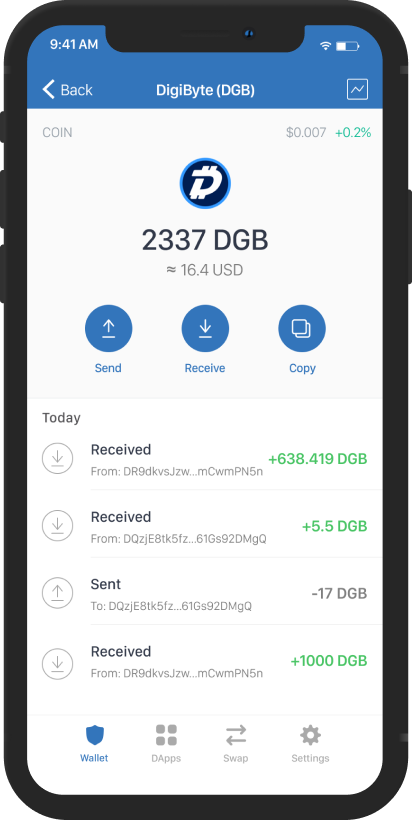 9:41 AM
Back
DigiByte (DGB)
COIN
$0.007 +0.2%
2337 DGB
≈ 16.4 USD
Send
Receive
Copy
Today
Received
+638.419 DGB
From: DR9dkvsJzw...mCwmPN5n
Received
+5.5 DGB
From: DQzjE8tk5fz...61Gs92DMgQ
Sent
-17 DGB
To: DQzjE8tk5fz...61Gs92DMgQ
Received
+1000 DGB
From: DR9dkvsJzw...mCwmPN5n
Wallet
DApps
Swap
Settings